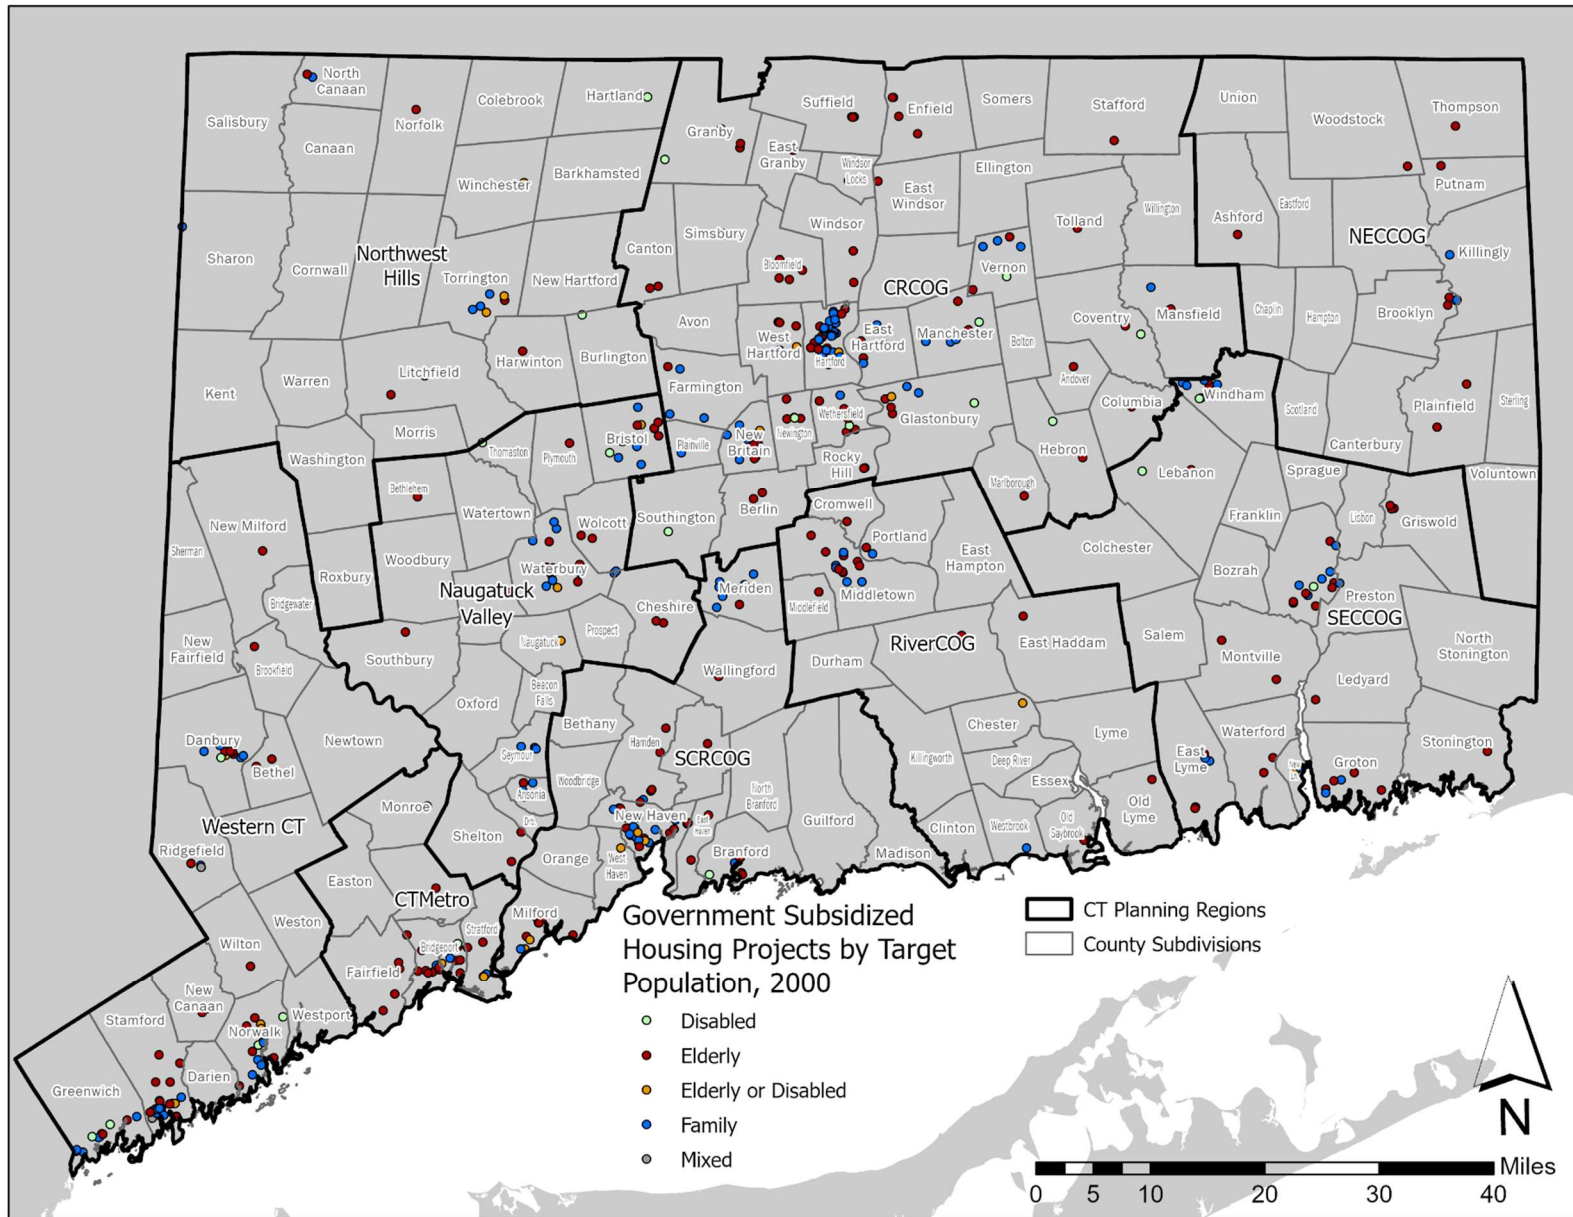 North
Canaan
Colebrook
Hartland
Suffield
Enfield
Somers
Stafford
Union
Woodstock
Thompson
Salisbury
Canaan
Norfolk
Granby
East
Granby
Windsor
Locks
Ellington
Winchester
Barkhamsted
East
Windsor
Putnam
Willington
Ashford
Eastford
Simsbury
Windsor
Tolland
Sharon
Cornwall
Northwest
Hills
Torrington
New Hartford
Canton
Bloomfield
CRCOG
Vernon
NECCOG
Killingly
Avon
West
Hartford
Hartford
East
Hartford
Manchester
Bolton
Coventry
Mansfield
Chaplin
Hampton
Brooklyn
Kent
Warren
Litchfield
Harwinton
Burlington
Farmington
Andover
Columbia
Windham
Scotland
Canterbury
Plainfield
Sterling
Morris
Washington
Thomaston
Plymouth
Bristol
Plainville
New
Britain
Newington
Wethersfield
Rocky
Hill
Glastonbury
Hebron
Marlborough
Lebanon
Sprague
Voluntown
Bethlehem
Watertown
Wolcott
Southington
Berlin
Cromwell
Portland
East
Hampton
Colchester
Franklin
Lisbon
Griswold
New Milford
Sherman
Bridgewater
Roxbury
Woodbury
Waterbury
Naugatuck
Valley
Cheshire
Meriden
Middlefield
Middletown
Bozrah
Preston
SECCOG
New
Fairfield
Brookfield
Southbury
Naugatuck
Prospect
Wallingford
Durham
RiverCOG
East Haddam
Salem
Montville
North
Stonington
Ledyard
Oxford
Beacon
Falls
Bethany
Danbury
Bethel
Newtown
Seymour
Woodbridge
Hamden
SCRCOG
North
Branford
Killingworth
Chester
Deep River
Essex
Lyme
East
Lyme
Waterford
Groton
Stonington
Monroe
Ansonia
Shelton
Western CT
Ridgefield
New Haven
East
Haven
Orange
West
Haven
Branford
Guilford
Madison
Clinton
Westbrook
Old
Saybrook
Old
Lyme
Easton
CTMetro
Weston
Wilton
Milford
Stratford
Bridgeport
Fairfield
New
Canaan
Westport
Stamford
Norwalk
Darien
Greenwich
Government Subsidized
Housing Projects by Target
Population, 2000
Disabled
Elderly
Elderly or Disabled
Family
Mixed
CT Planning Regions
County Subdivisions
N
Miles
0 5 10 20 30 40